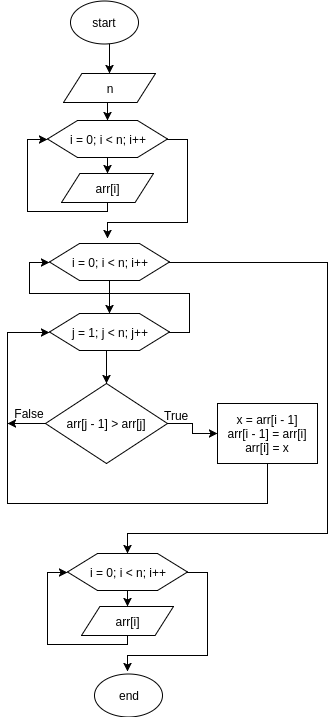 start
n
i = 0; i < n; i++
arr[i]
i = 0; i < n; i++
j = 1; j < n; j++
False
arr[j - 1] > arr[j]
True
x = arr[i - 1]
arr[i - 1] = arr[i]
arr[i] = x
i = 0; i < n; i++
arr[i]
end